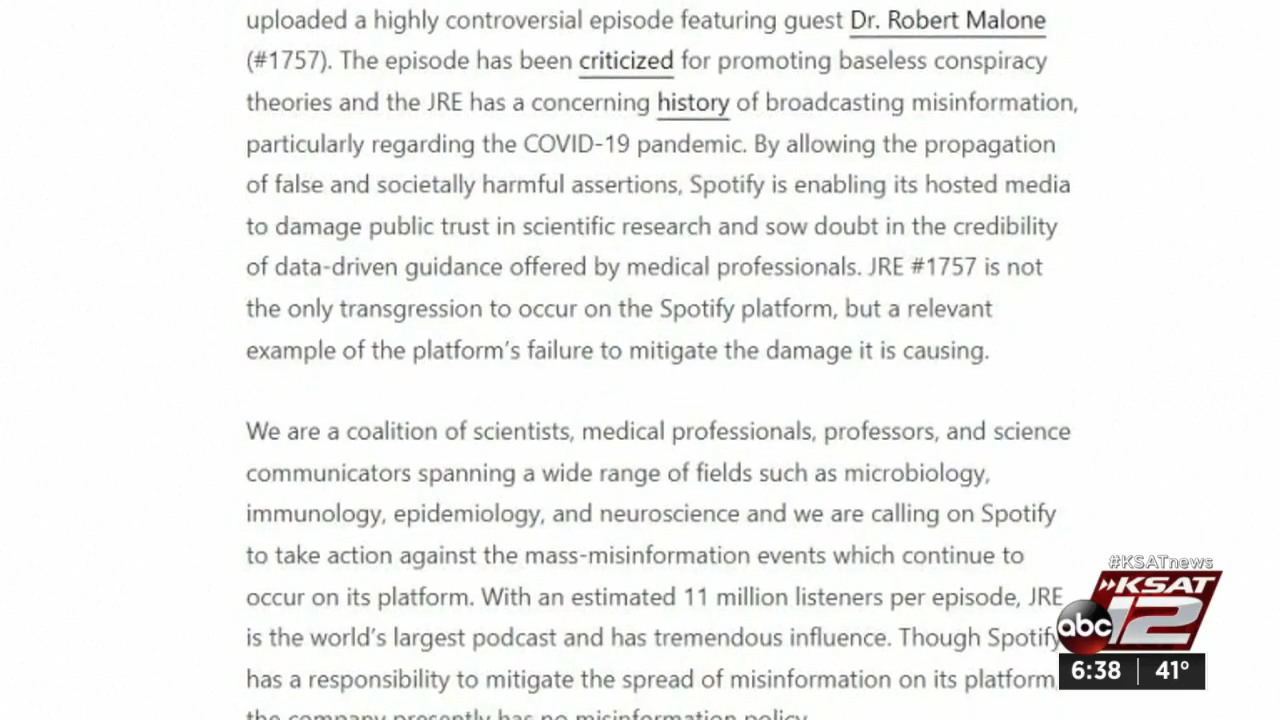 uploaded a highly controversial episode featuring guest Dr. Robert Malone
(#1757). The episode has been criticized for promoting baseless conspiracy
theories and the JRE has a concerning history of broadcasting misinformation,
particularly regarding the COVID-19 pandemic. By allowing the propagation
of false and societally harmful assertions, Spotify is enabling its hosted media
to damage public trust in scientific research and sow doubt in the credibility
of data-driven guidance offered by medical professionals. JRE #1757 is not
the only transgression to occur on the Spotify platform, but a relevant
example of the platform's failure to mitigate the damage it is causing.
We are a coalition of scientists, medical professionals, professors, and science
communicators spanning a wide range of fields such as microbiology,
immunology, epidemiology, and neuroscience and we are calling on Spotify
to take action against the mass-misinformation events which continue to
occur on its platform. With an estimated 11 million listeners per episode, JRE
is the world's largest podcast and has tremendous influence. Though Spotify
has a responsibility to mitigate the spread of misinformation on its platform
the company presently has no misinformation policy.
#KSATnews
KSAT
abc 12
6:38 41°